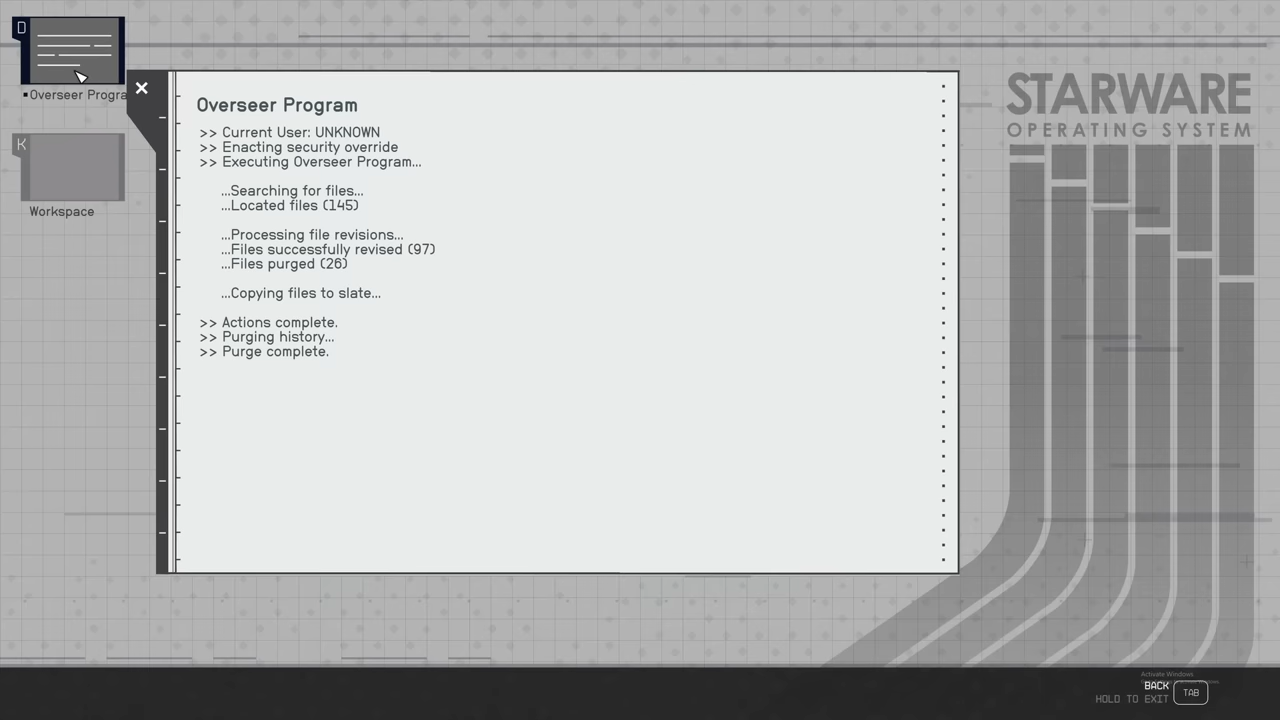 D
Overseer Progra
K
Workspace
×
Overseer Program
>> Current User: UNKNOWN
>> Enacting security override
>> Executing Overseer Program...
...Searching for files...
...Located files (145)
...Processing file revisions...
...Files successfully revised (97)
...Files purged (26)
...Copying files to slate...
>> Actions complete.
>> Purging history...
>> Purge complete.
STARWARE
OPERATING SYSTEM
Activate Windows
BACK
HOLD TO EXIT
TAB